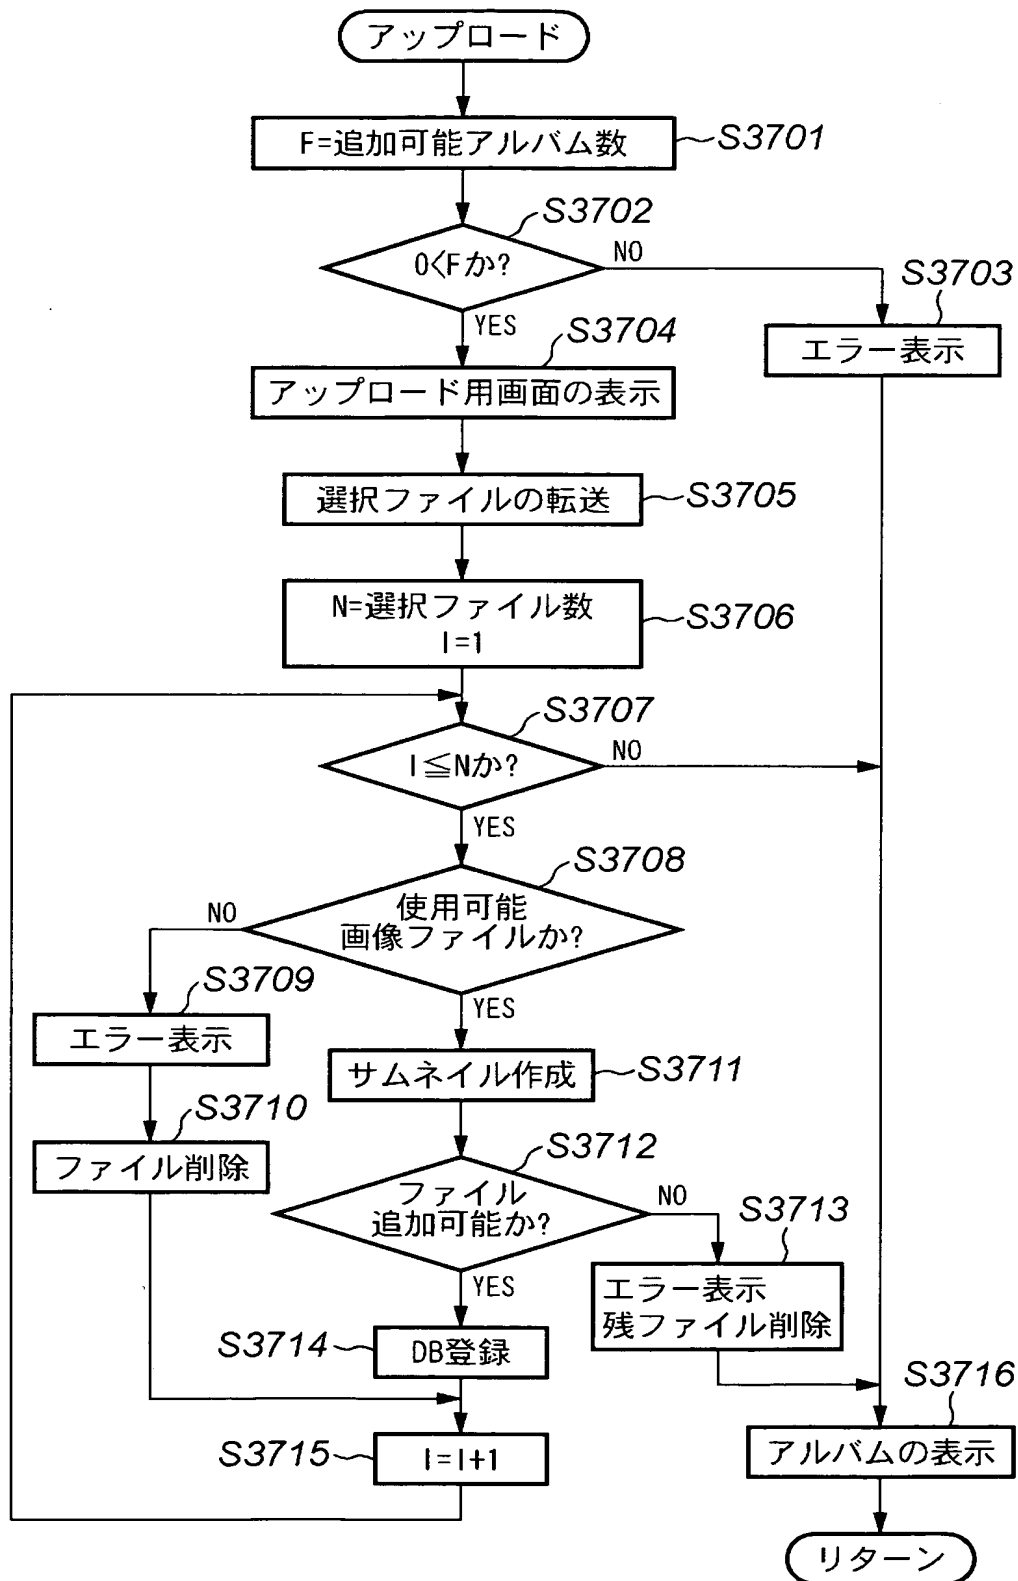 アップロード
F=追加可能アルバム数
S3701
S3702
0<Fか?
NO
S3703
エラー表示
YES
S3704
アップロード用画面の表示
選択ファイルの転送
S3705
N=選択ファイル数
I=1
S3706
S3707
I≦Nか?
NO
YES
S3708
使用可能
画像ファイルか?
NO
YES
S3709
エラー表示
サムネイル作成
S3711
S3710
ファイル削除
S3712
ファイル
追加可能か?
NO
YES
S3713
エラー表示
残ファイル削除
S3714
DB登録
S3715
I=I+1
S3716
アルバムの表示
リターン